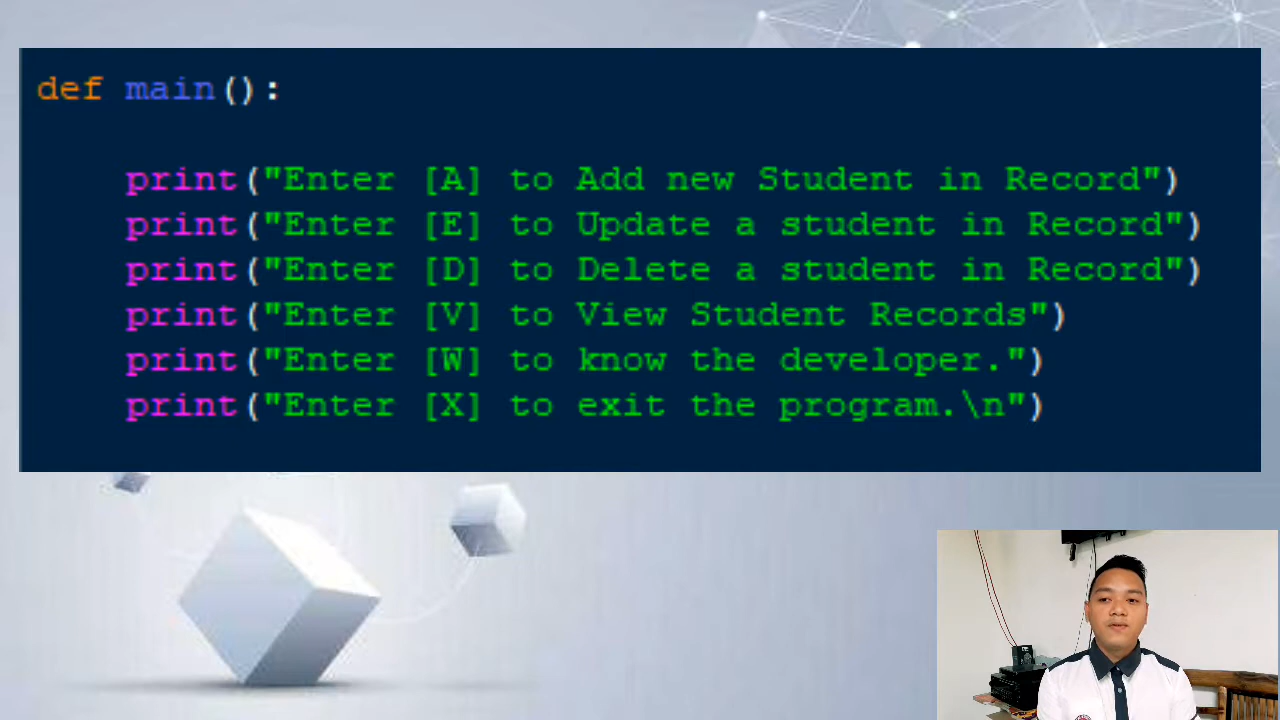 def main():
print("Enter [A] to Add new Student in Record")
print("Enter [E] to Update a student in Record")
print("Enter [D] to Delete a student in Record")
print("Enter [V] to View Student Records")
print("Enter [W] to know the developer.")
print("Enter [X] to exit the program.\n")